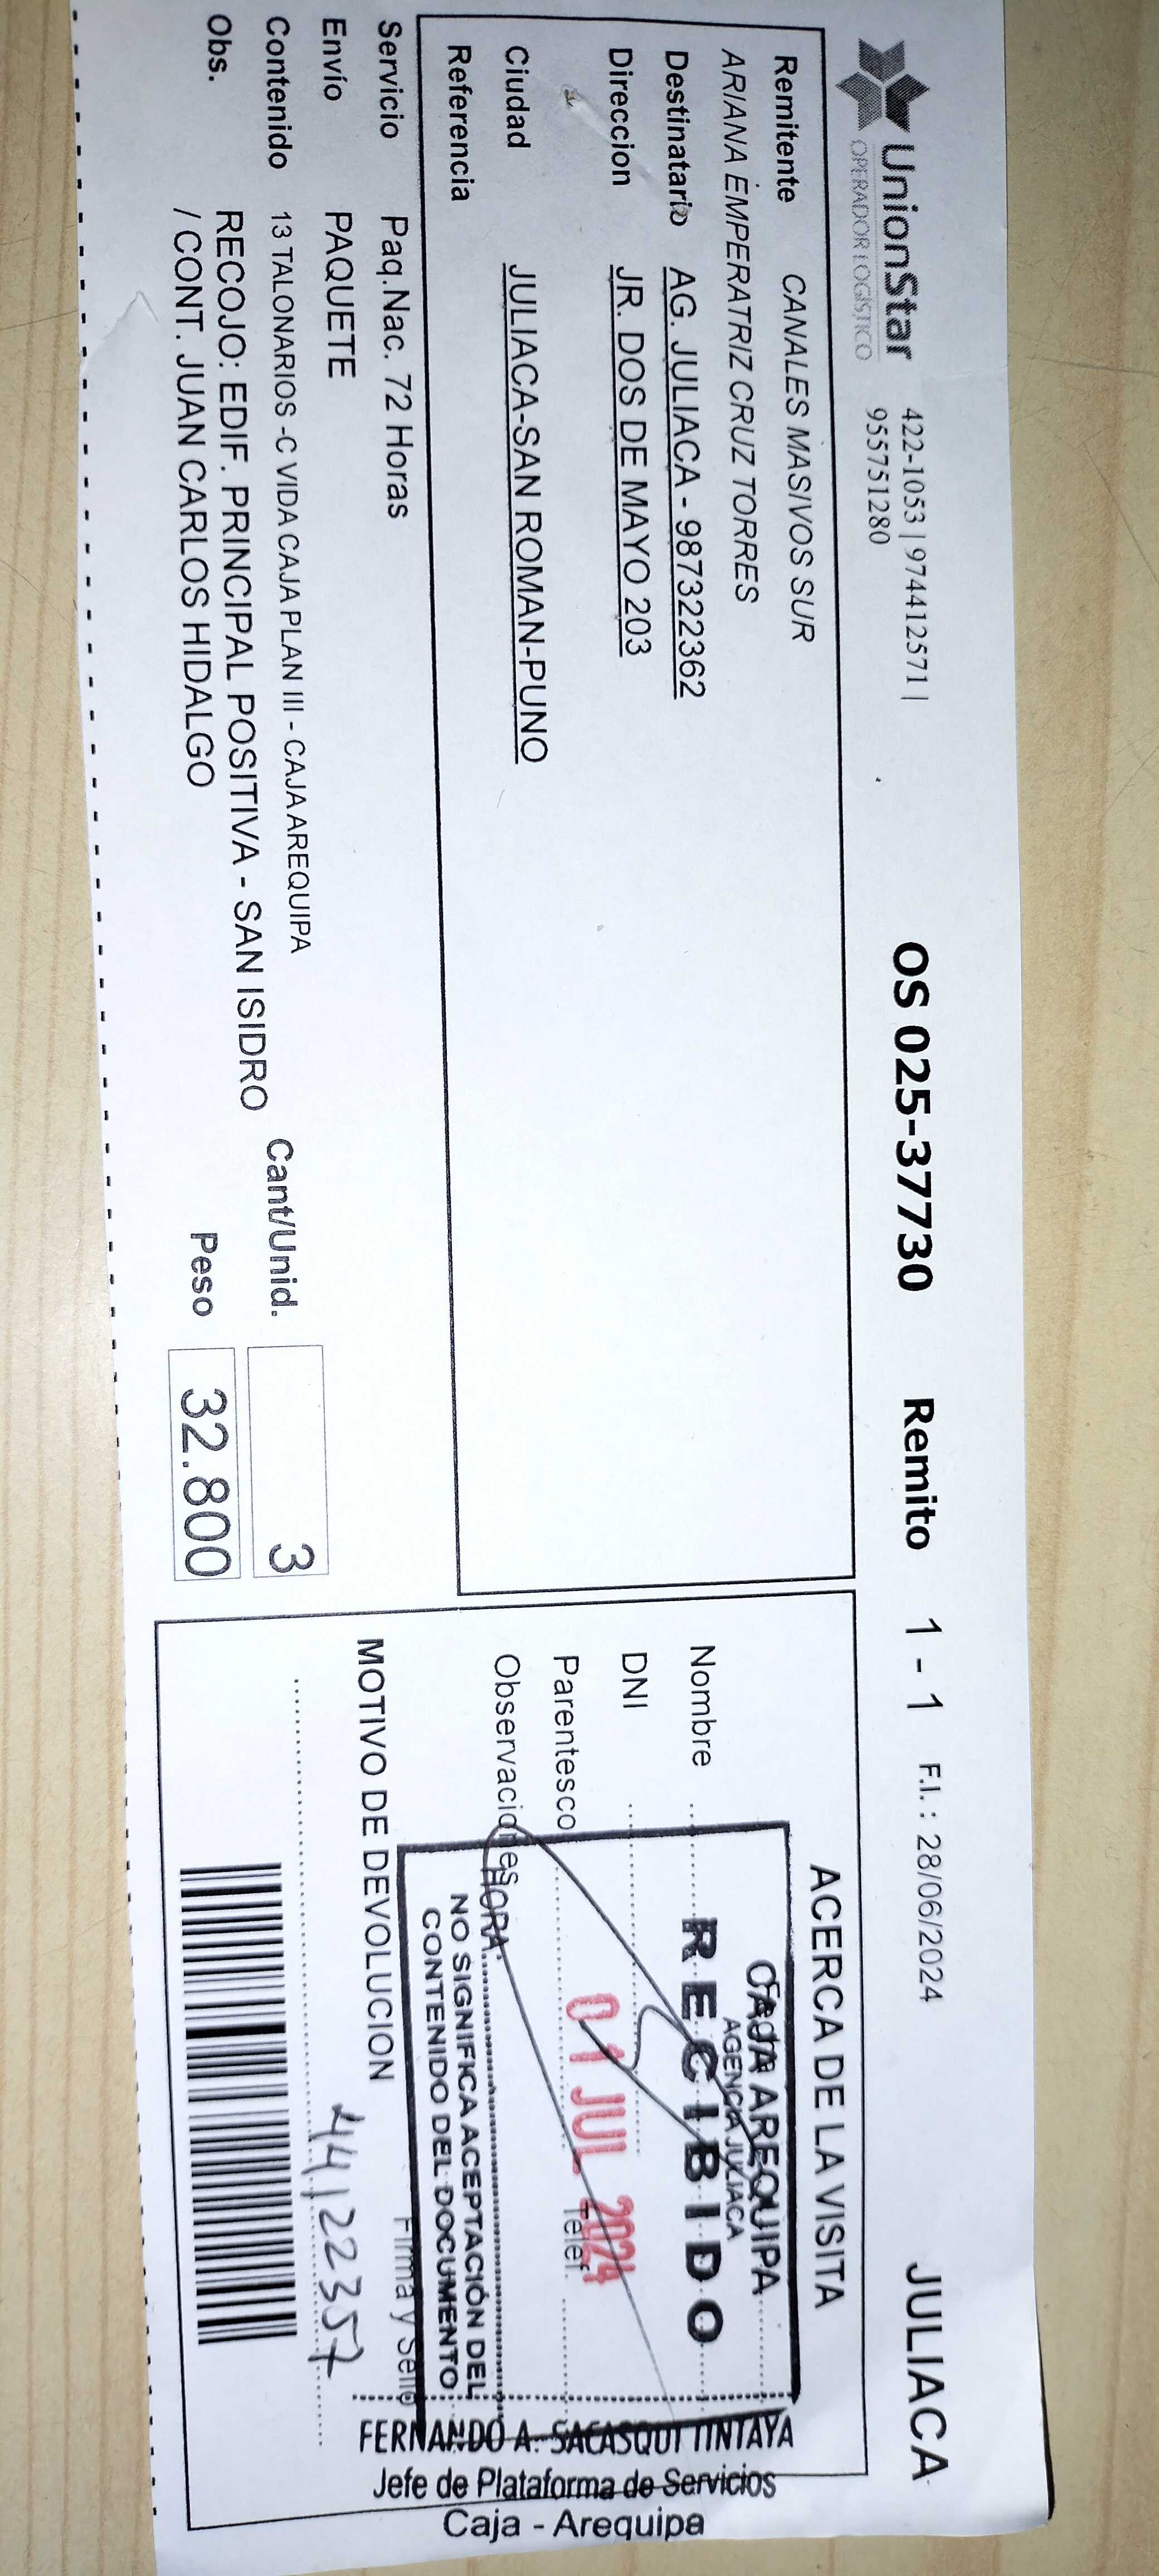 UnionStar
OPERADOR LOGÍSTICO
422-1053 | 974412571 |
955751280
OS 025-37730 Remito 1 - 1 F.I. : 28/06/2024 JULIACA
Remitente CANALES MASIVOS SUR
ARIANA EMPERATRIZ CRUZ TORRES
Destinatario AG. JULIACA - 987322362
Direccion JR. DOS DE MAYO 203
Ciudad JULIACA-SAN ROMAN-PUNO
Referencia
Servicio Paq.Nac. 72 Horas
Envío PAQUETE
Contenido 13 TALONARIOS -C VIDA CAJA PLAN III - CAJA AREQUIPA
Obs. RECOJO: EDIF. PRINCIPAL POSITIVA - SAN ISIDRO
/ CONT. JUAN CARLOS HIDALGO
Cant/Unid. 3
Peso 32.800
ACERCA DE LA VISITA
CAJA AREQUIPA
AGENCIA JULIACA
Nombre
RECIBIDO
DNI
01 JUL 2024
Parentesco
Telef.
Observaciones
HORA:
NO SIGNIFICA ACEPTACIÓN DEL
CONTENIDO DEL DOCUMENTO
Firma y Sello
MOTIVO DE DEVOLUCION
44122357
FERNANDO A. SACASQUI TINTAYA
Jefe de Plataforma de Servicios
Caja - Arequipa